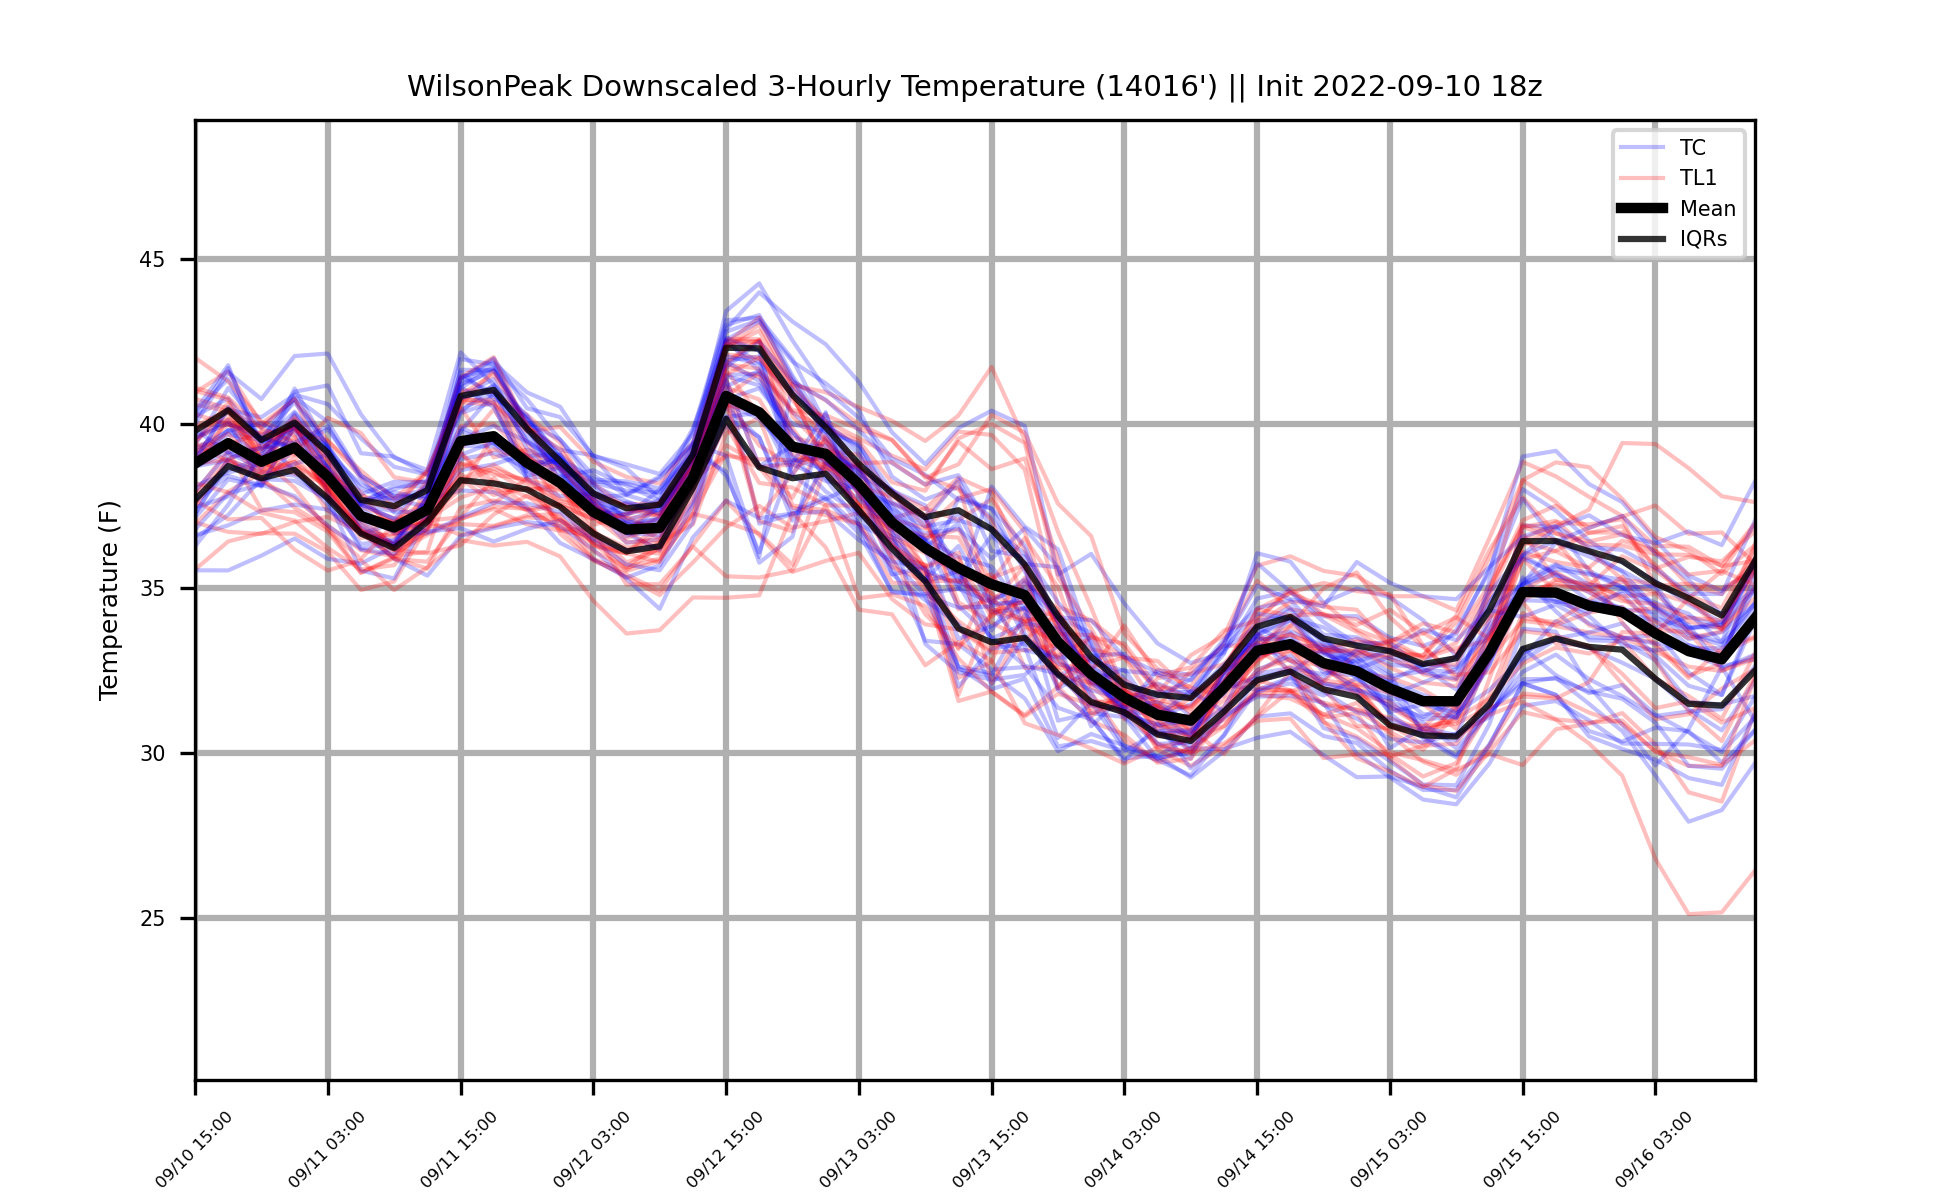 WilsonPeak Downscaled 3-Hourly Temperature (14016') || Init 2022-09-10 18z
TC
TL1
Mean
IQRs
Temperature (F)
45
40
35
30
25
09/10 15:00
09/11 03:00
09/11 15:00
09/12 03:00
09/12 15:00
09/13 03:00
09/13 15:00
09/14 03:00
09/14 15:00
09/15 03:00
09/15 15:00
09/16 03:00